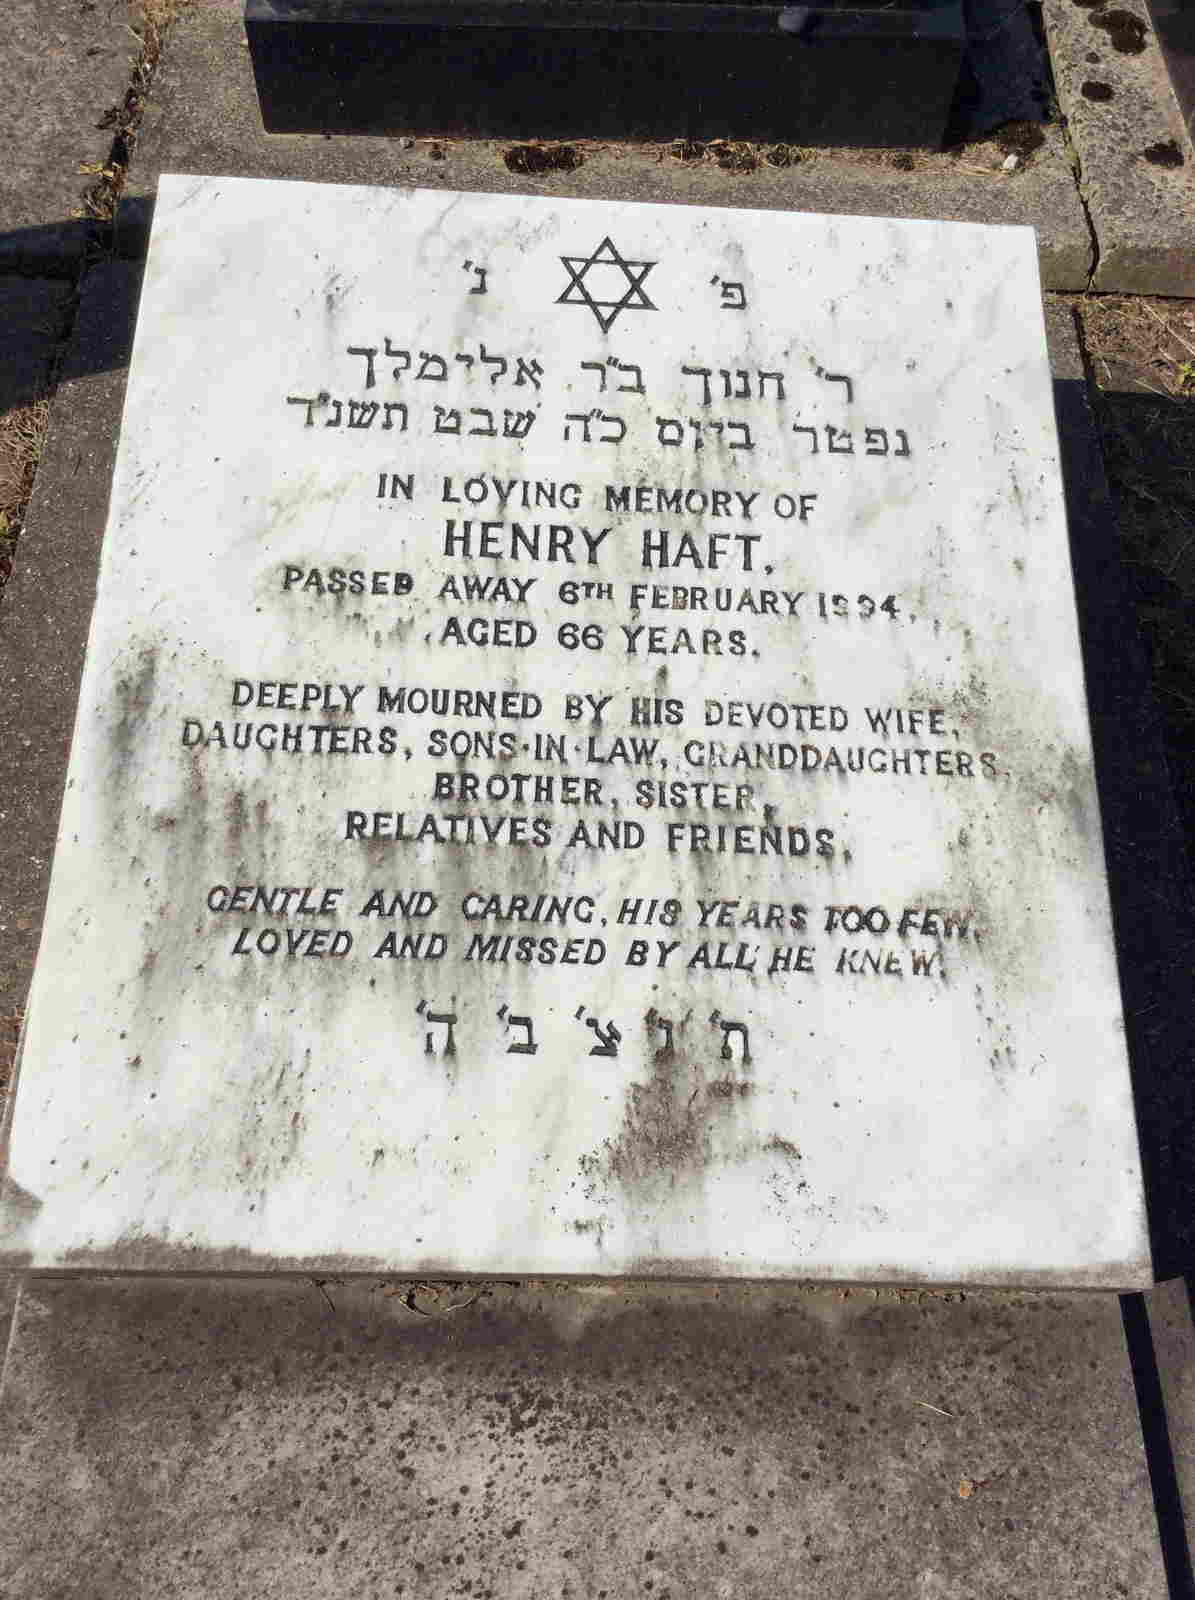 פ' נ'
ר' חנוך ב"ר אלימלך
נפטר ביום כ"ה שבט תשנ"ד
IN LOVING MEMORY OF
HENRY HAFT,
PASSED AWAY 6TH FEBRUARY 1994,
AGED 66 YEARS.
DEEPLY MOURNED BY HIS DEVOTED WIFE,
DAUGHTERS, SONS·IN·LAW, GRANDDAUGHTERS,
BROTHER, SISTER,
RELATIVES AND FRIENDS.
GENTLE AND CARING, HIS YEARS TOO FEW,
LOVED AND MISSED BY ALL HE KNEW.
ת' ו' צ' ב' ה'